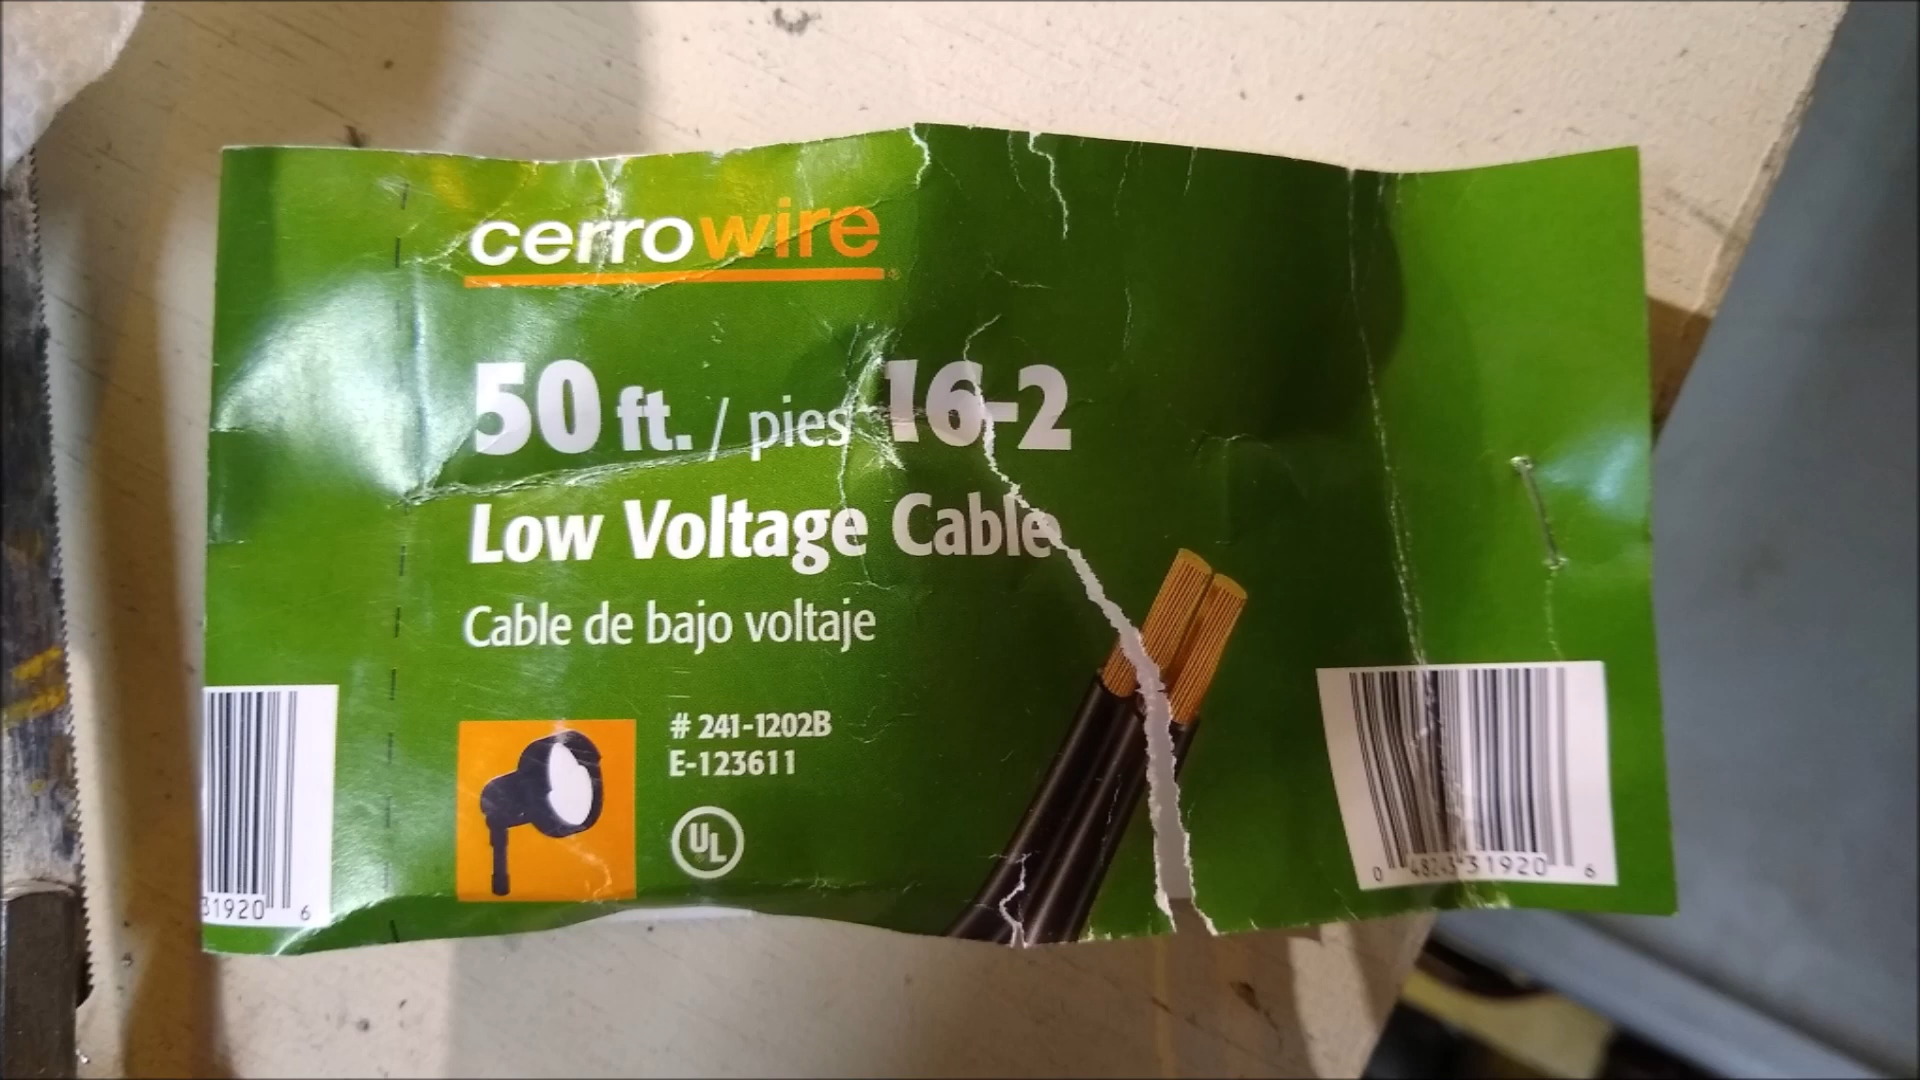 cerrowire
50 ft. / pies 16-2
Low Voltage Cable
Cable de bajo voltaje
# 241-1202B
E-123611
UL
31920 6
0 48243 31920 6